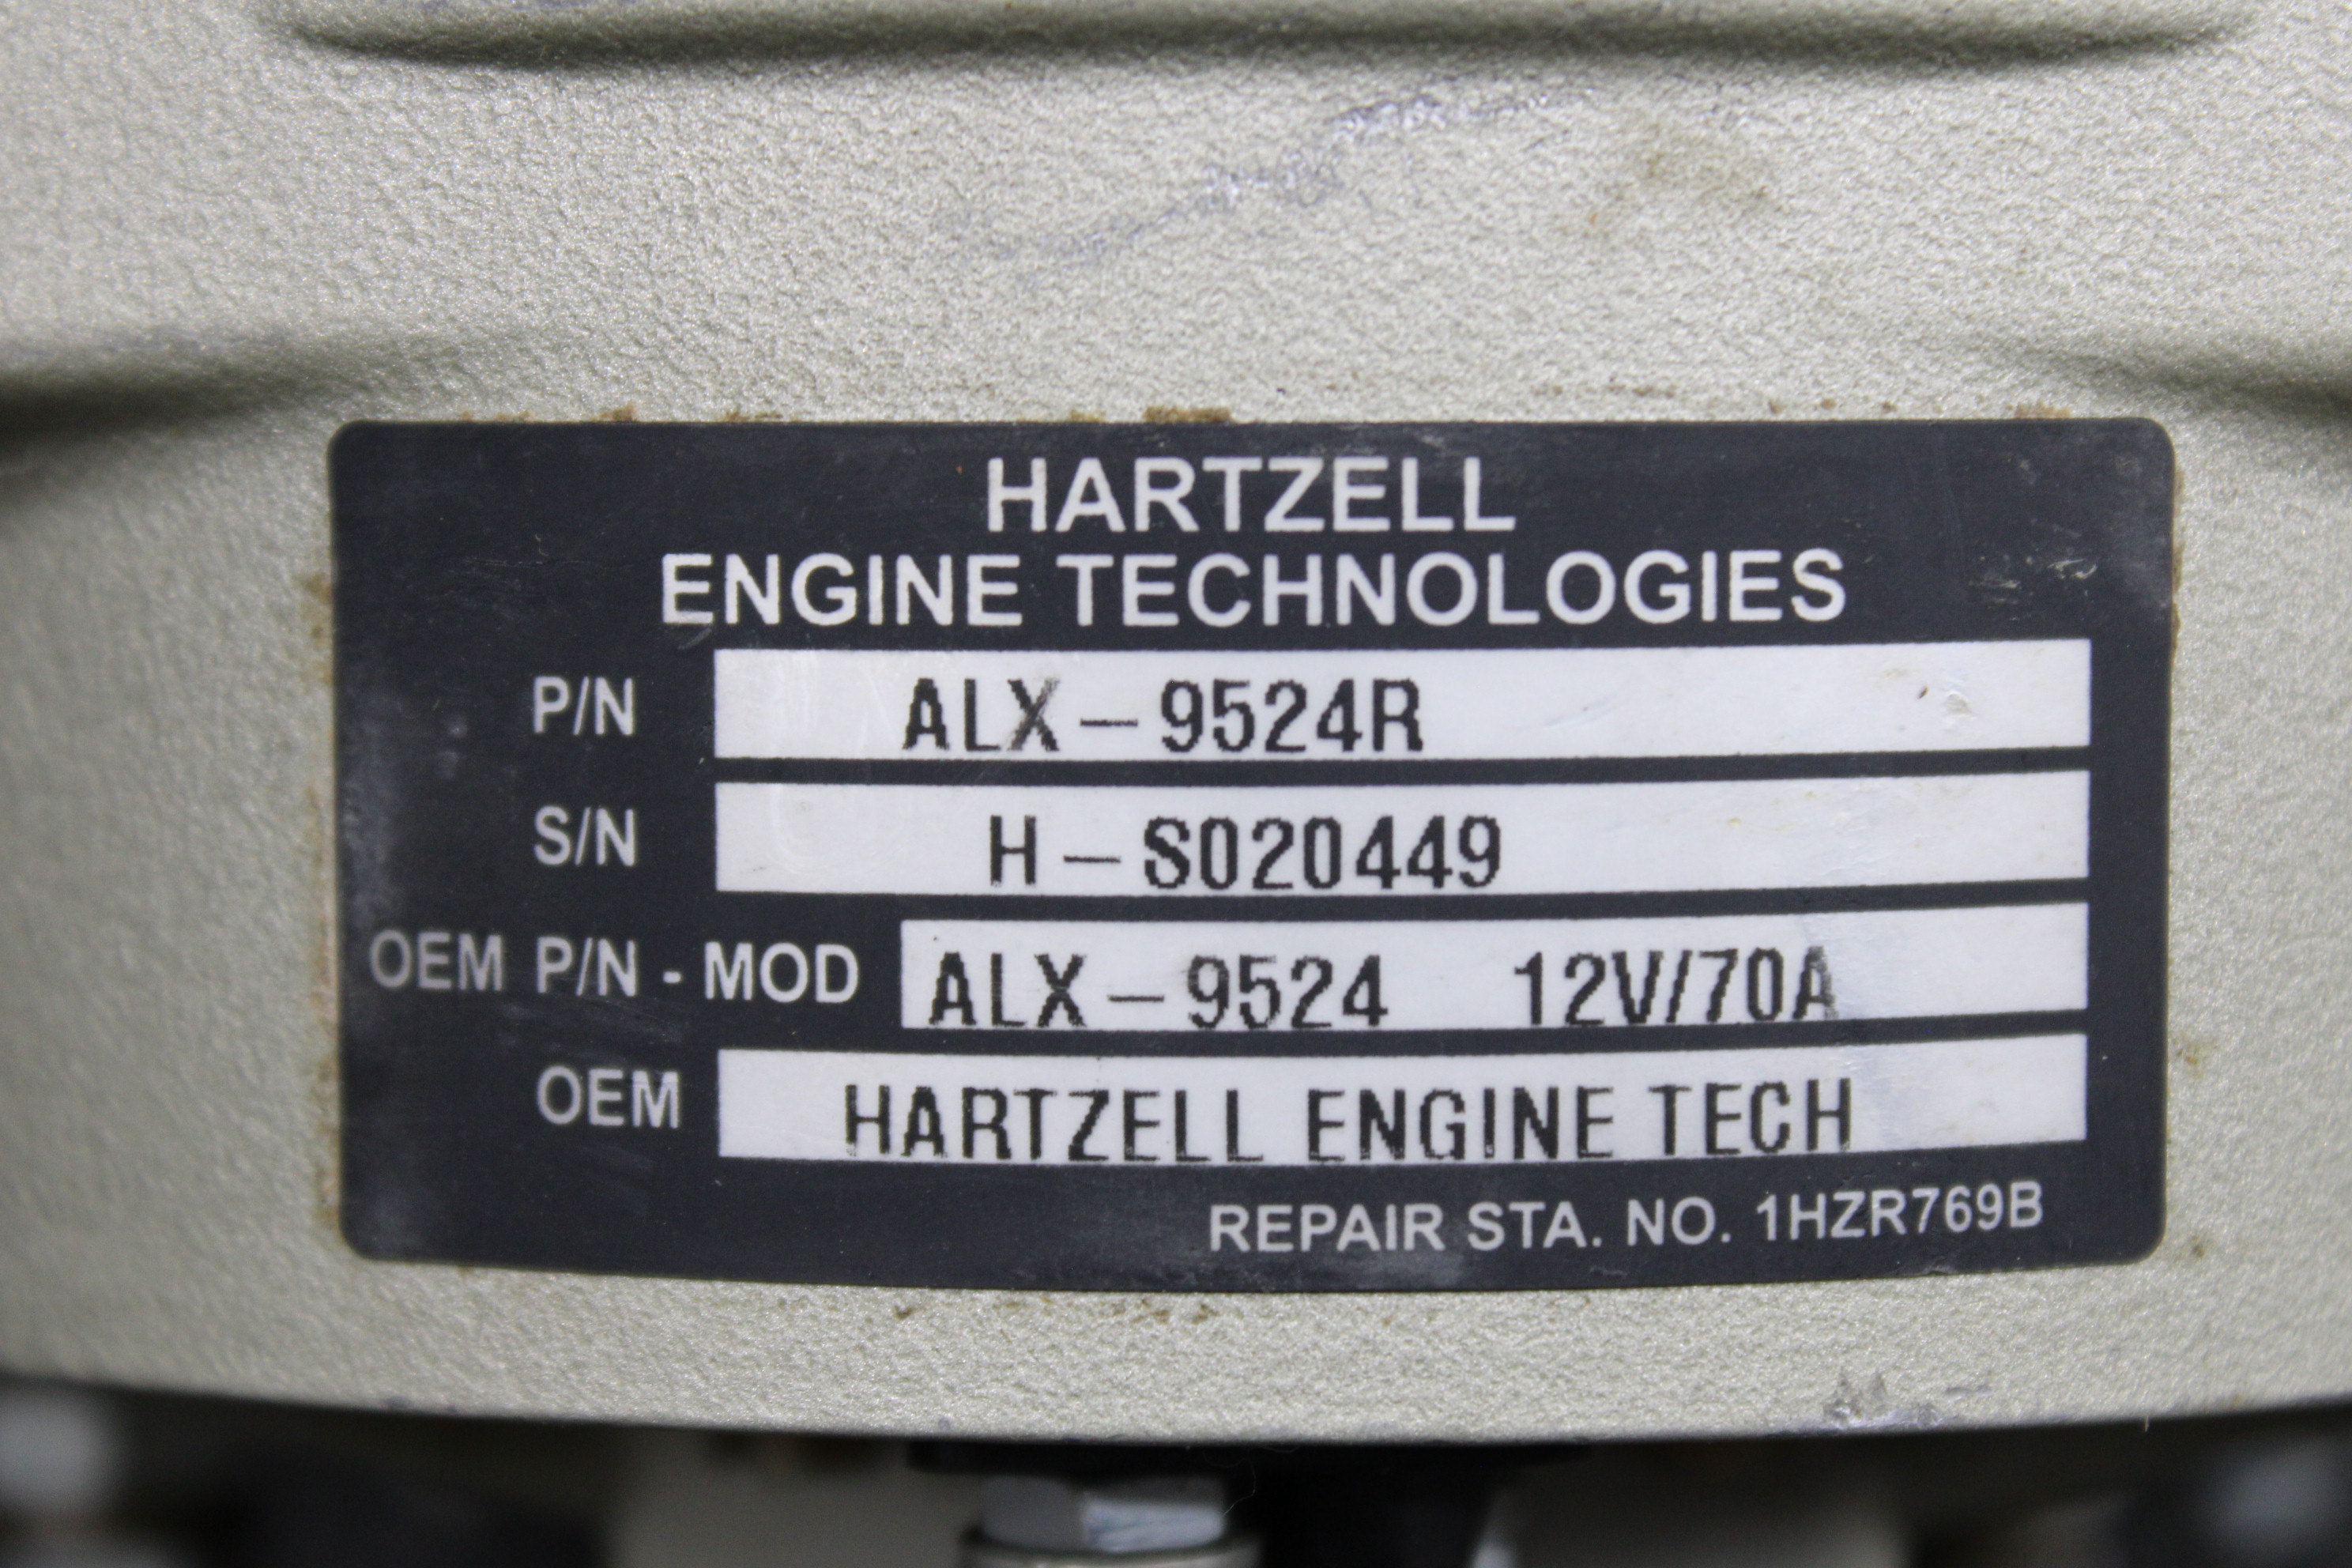 HARTZELL
ENGINE TECHNOLOGIES
P/N ALX-9524R
S/N H-S020449
OEM P/N - MOD ALX-9524 12V/70A
OEM HARTZELL ENGINE TECH
REPAIR STA. NO. 1HZR769B